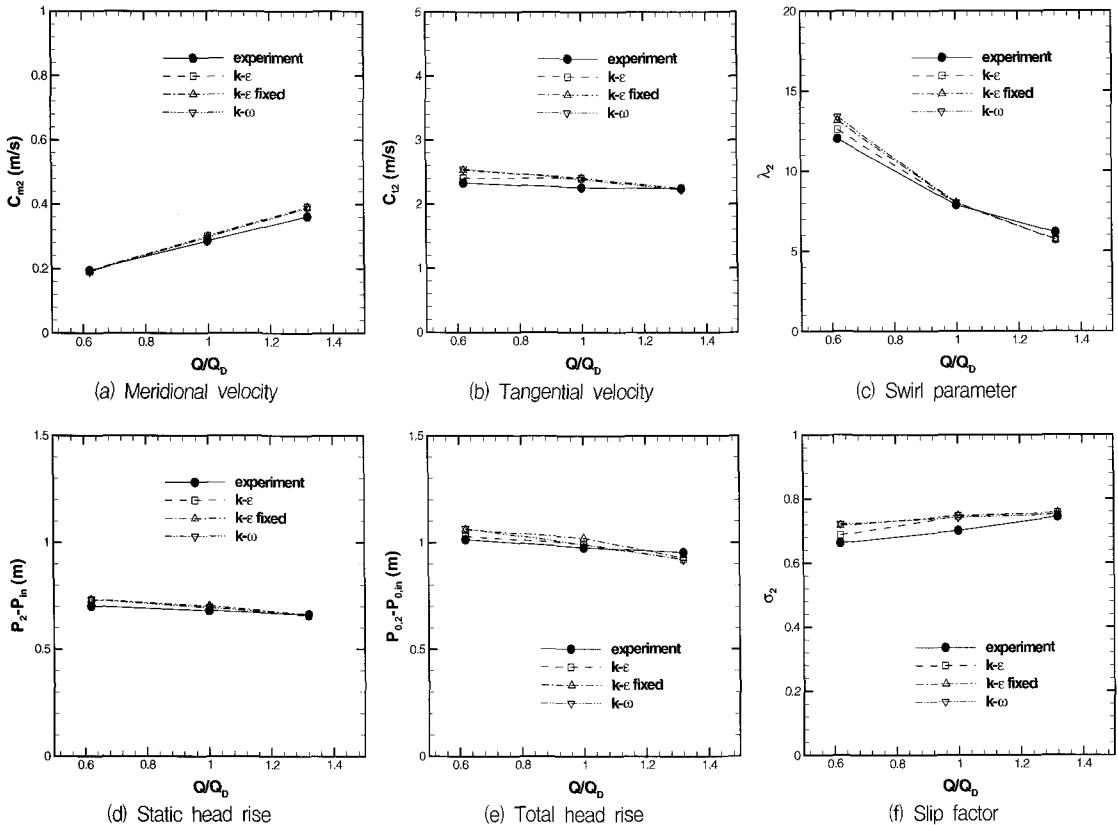 1
0.8
0.6
0.4
0.2
0
C_m2 (m/s)
experiment
k-ε
k-ε fixed
k-ω
0.6 0.8 1 1.2 1.4
Q/Q_D
(a) Meridional velocity
5
4
3
2
1
0
C_t2 (m/s)
experiment
k-ε
k-ε fixed
k-ω
0.6 0.8 1 1.2 1.4
Q/Q_D
(b) Tangential velocity
20
15
10
5
0
λ_2
experiment
k-ε
k-ε fixed
k-ω
0.6 0.8 1 1.2 1.4
Q/Q_D
(c) Swirl parameter
1.5
1
0.5
0
P_2-P_in (m)
experiment
k-ε
k-ε fixed
k-ω
0.6 0.8 1 1.2 1.4
Q/Q_D
(d) Static head rise
1.5
1
0.5
0
P_0,2-P_0,in (m)
experiment
k-ε
k-ε fixed
k-ω
0.6 0.8 1 1.2 1.4
Q/Q_D
(e) Total head rise
1
0.8
0.6
0.4
0.2
0
σ_2
experiment
k-ε
k-ε fixed
k-ω
0.6 0.8 1 1.2 1.4
Q/Q_D
(f) Slip factor